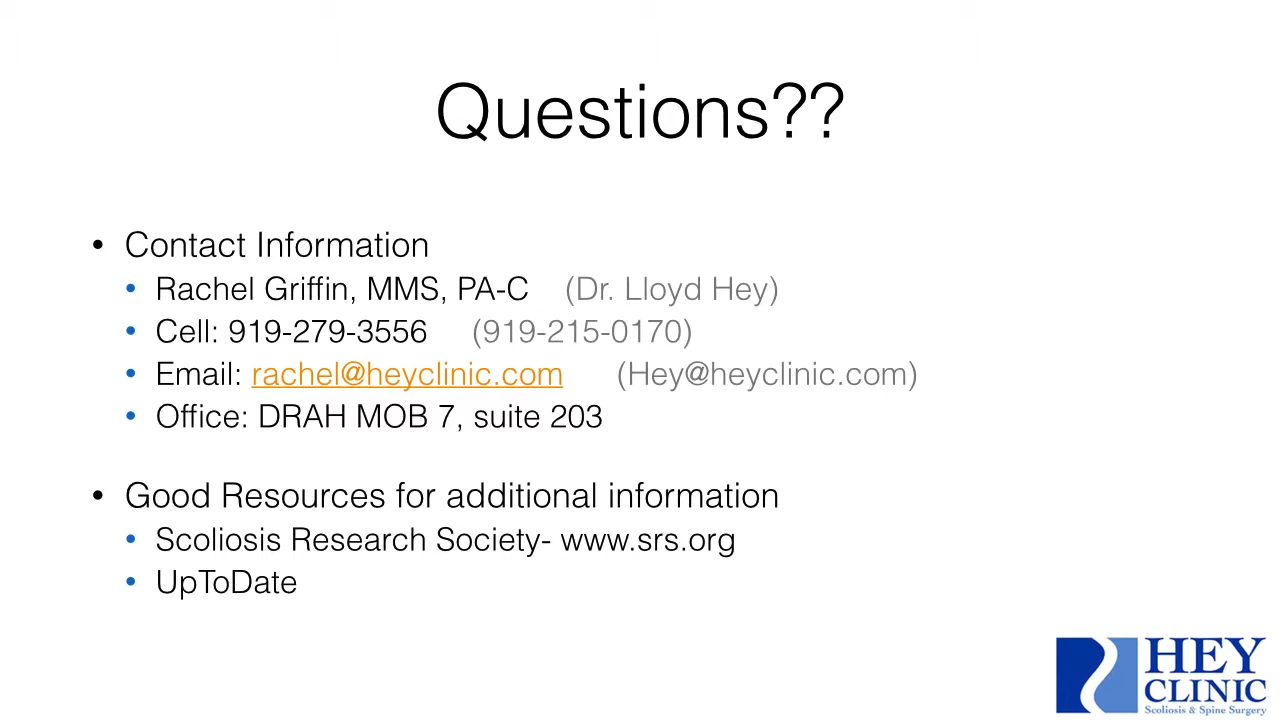 Questions??
• Contact Information
• Rachel Griffin, MMS, PA-C (Dr. Lloyd Hey)
• Cell: 919-279-3556 (919-215-0170)
• Email: rachel@heyclinic.com (Hey@heyclinic.com)
• Office: DRAH MOB 7, suite 203
• Good Resources for additional information
• Scoliosis Research Society- www.srs.org
• UpToDate
HEY
CLINIC
Scoliosis & Spine Surgery